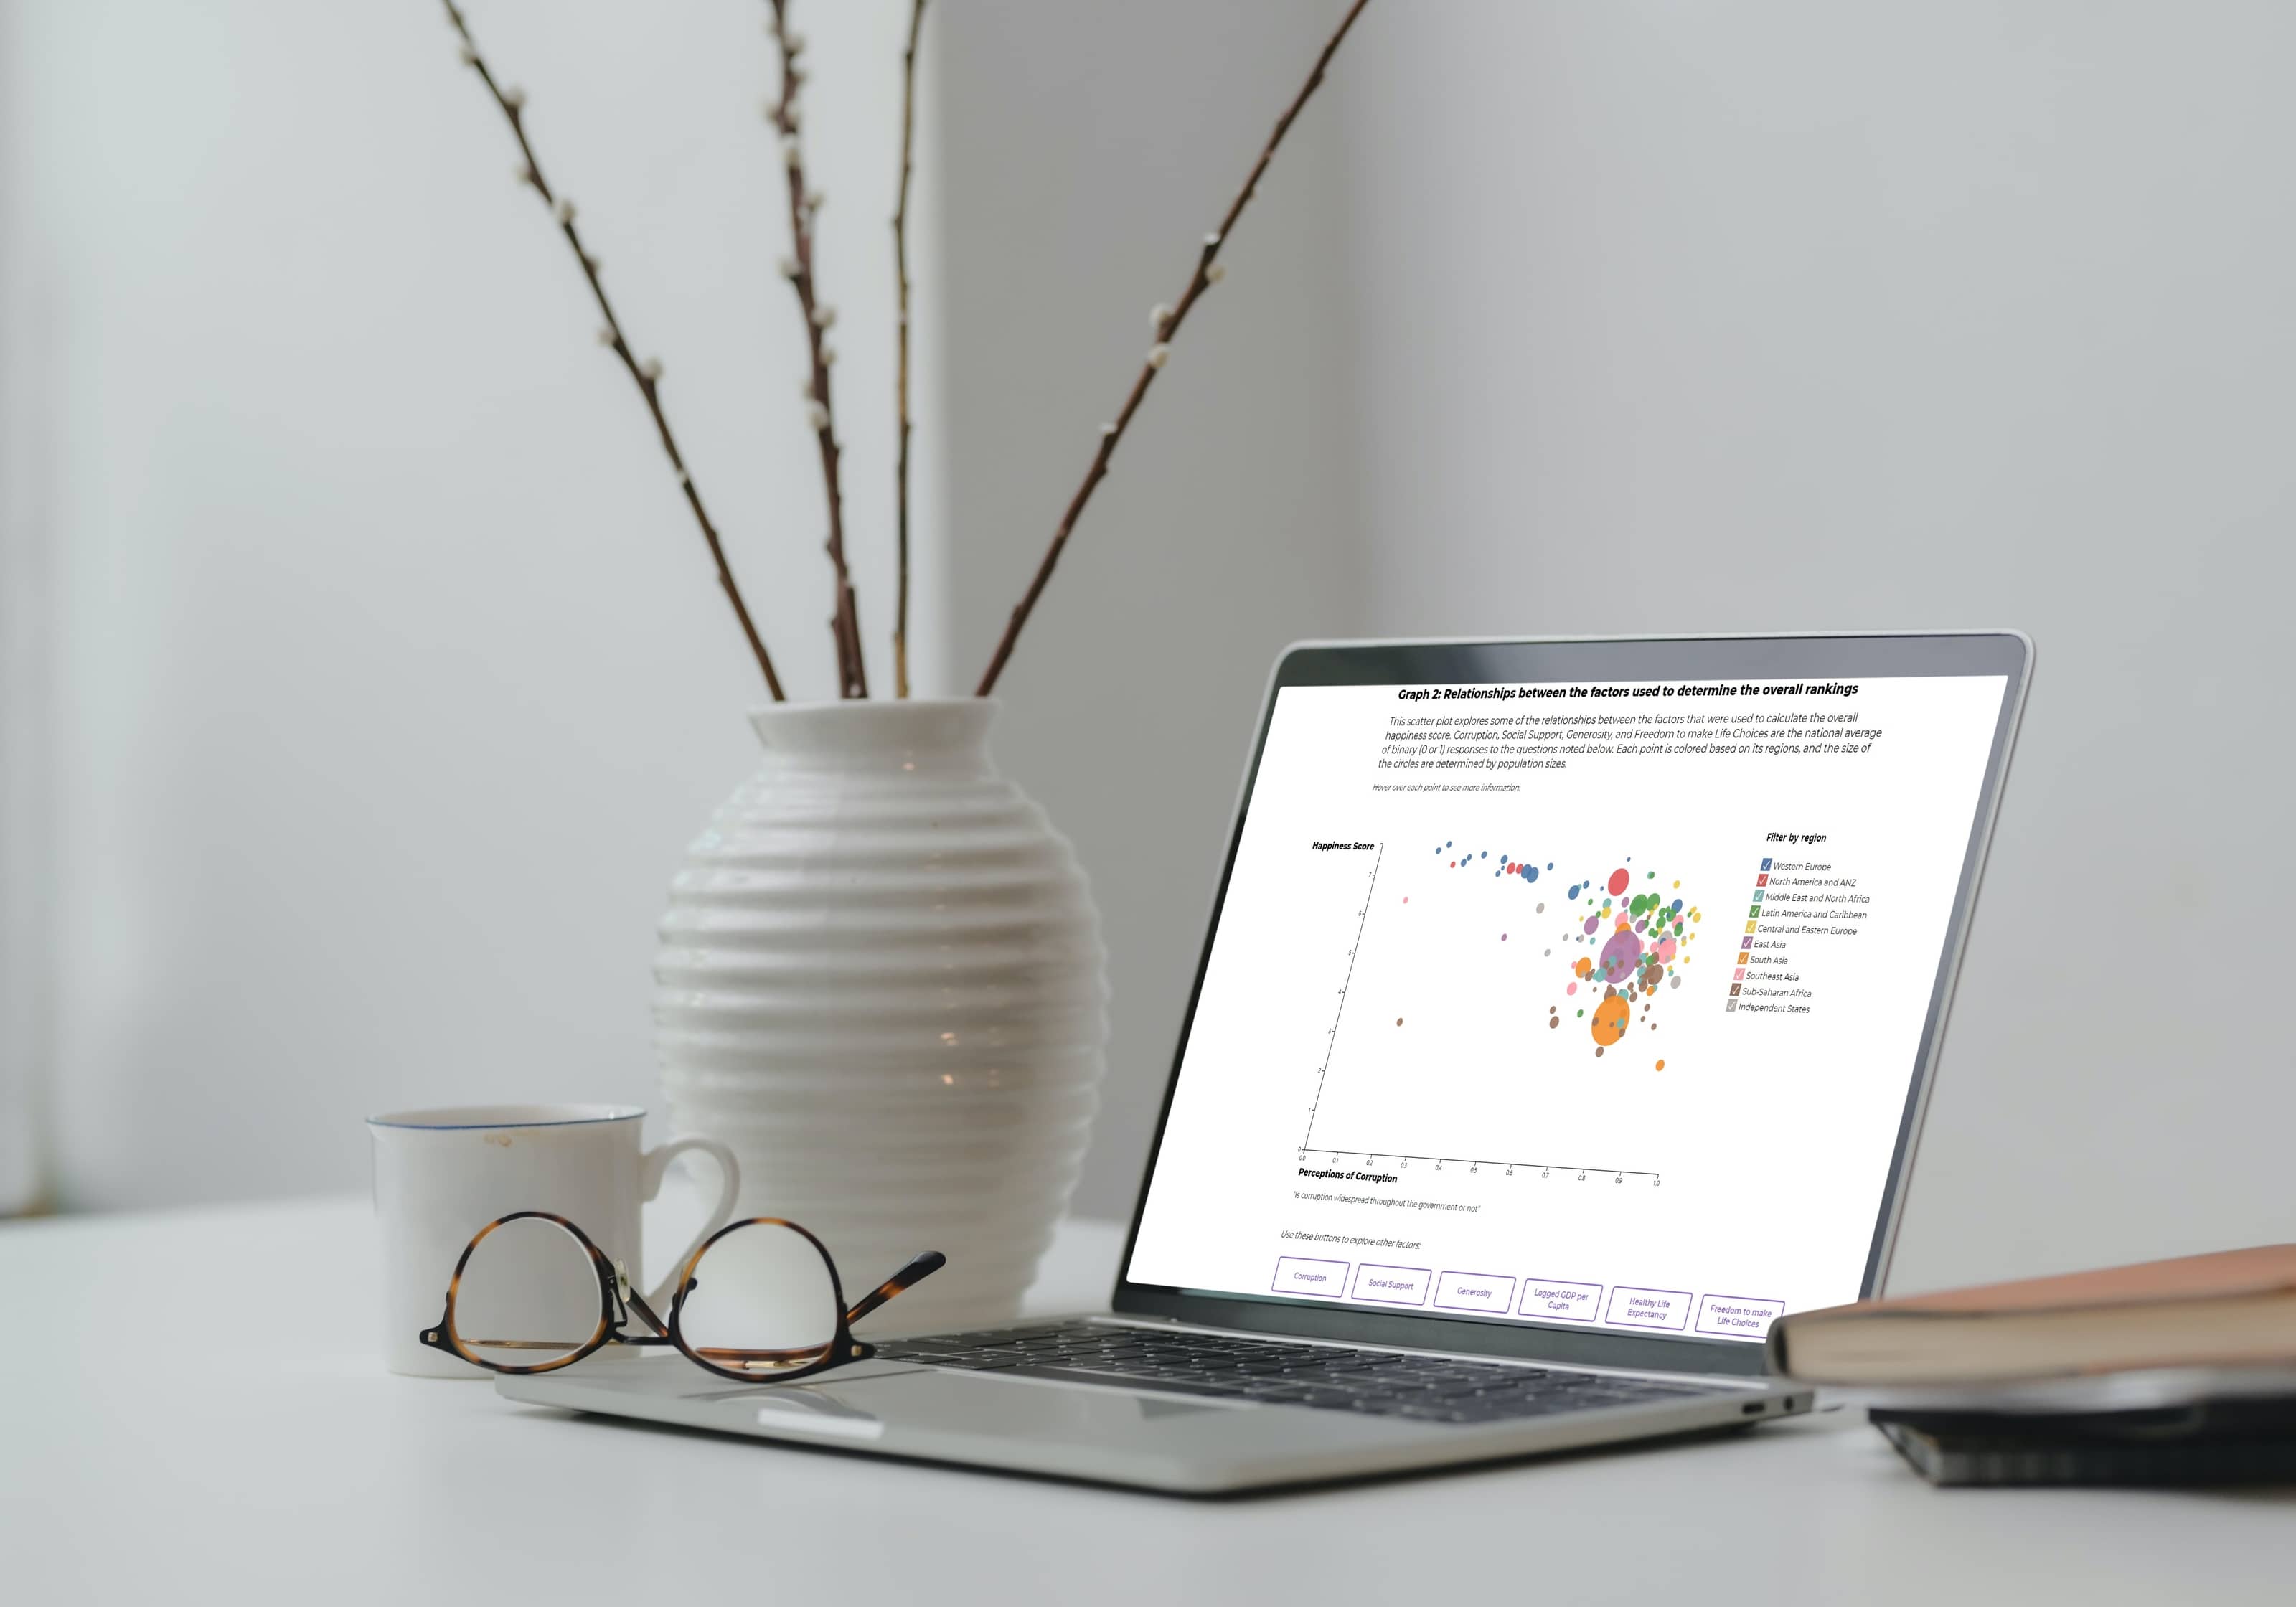 Graph 2: Relationships between the factors used to determine the overall rankings
This scatter plot explores some of the relationships between the factors that were used to calculate the overall
happiness score. Corruption, Social Support, Generosity, and Freedom to make Life Choices are the national average
of binary (0 or 1) responses to the questions noted below. Each point is colored based on its regions, and the size of
the circles are determined by population sizes.
Hover over each point to see more information.
Filter by region
Western Europe
North America and ANZ
Middle East and North Africa
Latin America and Caribbean
Central and Eastern Europe
East Asia
South Asia
Southeast Asia
Sub-Saharan Africa
Independent States
Happiness Score
7
6
5
4
3
2
1
0
0.0 0.1 0.2 0.3 0.4 0.5 0.6 0.7 0.8 0.9 1.0
Perceptions of Corruption
"Is corruption widespread throughout the government or not"
Use these buttons to explore other factors:
Corruption
Social Support
Generosity
Logged GDP per
Capita
Healthy Life
Expectancy
Freedom to make
Life Choices